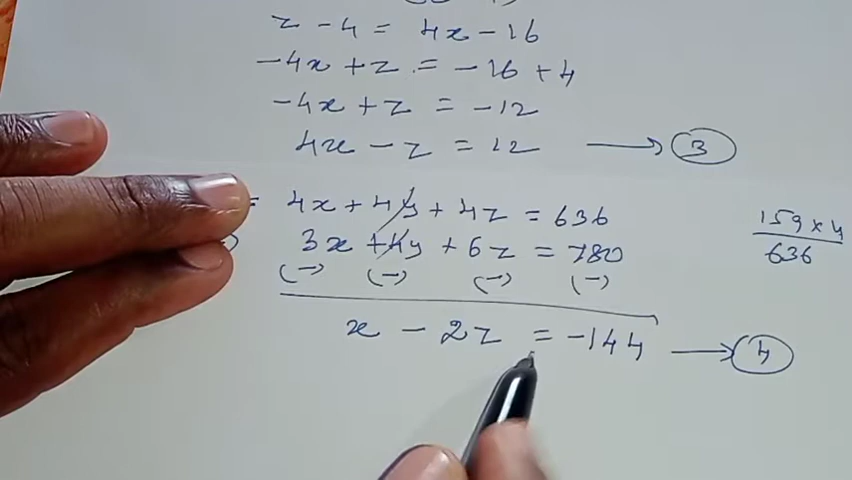 z - 4 = 4x - 16
-4x + z = -16 + 4
-4x + z = -12
4x - z = 12 → 3
= 4x + 4y + 4z = 636
3x + 4y + 6z = 780
(-) (-) (-) (-)
x - 2z = -144 → 4
159 x 4
636